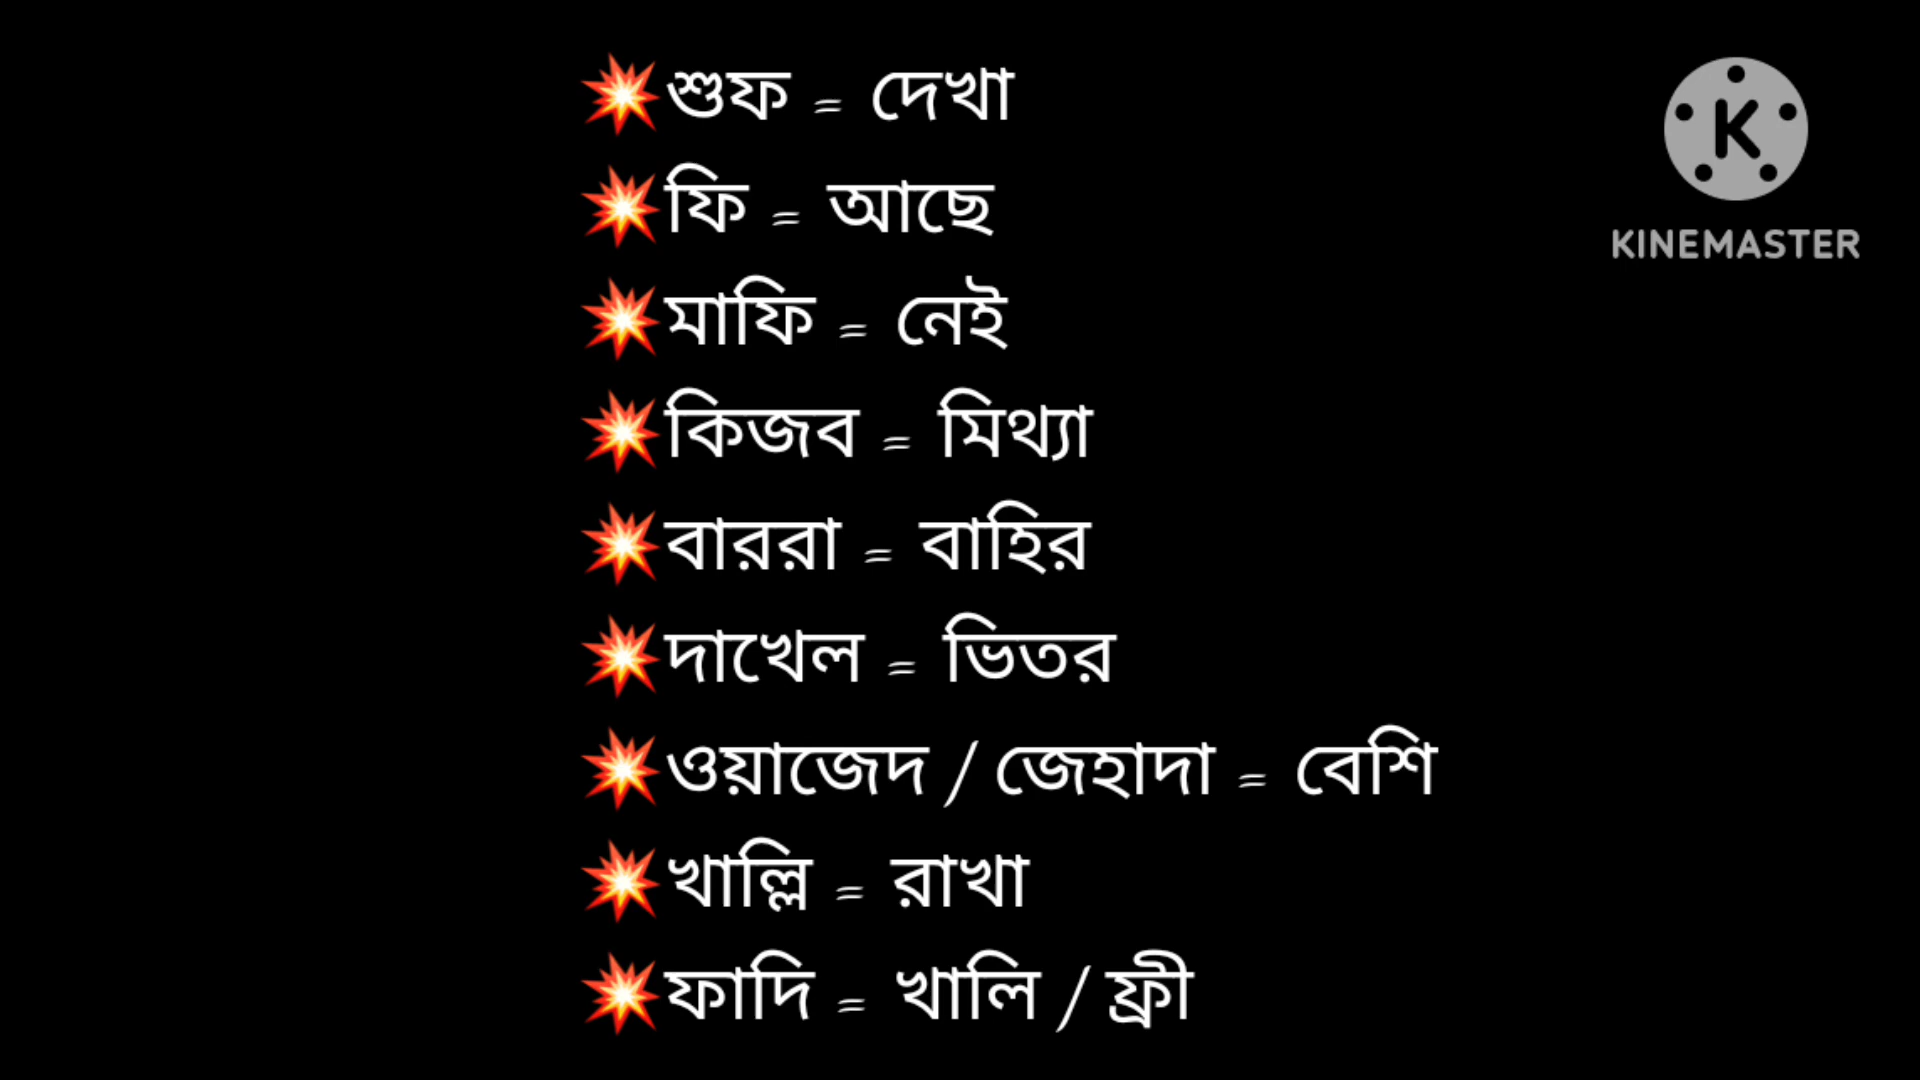 💥শুফ = দেখা
💥ফি = আছে
💥মাফি = নেই
💥কিজব = মিথ্যা
💥বাররা = বাহির
💥দাখেল = ভিতর
💥ওয়াজেদ / জেহাদা = বেশি
💥খাল্লি = রাখা
💥ফাদি = খালি / ফ্রী
K
KINEMASTER